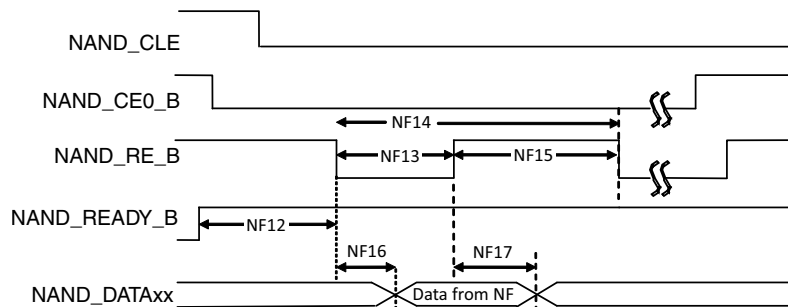 NAND_CLE
NAND_CE0_B
NF14
NAND_RE_B
NF13
NF15
NAND_READY_B
NF12
NF16
NF17
NAND_DATAxx
Data from NF